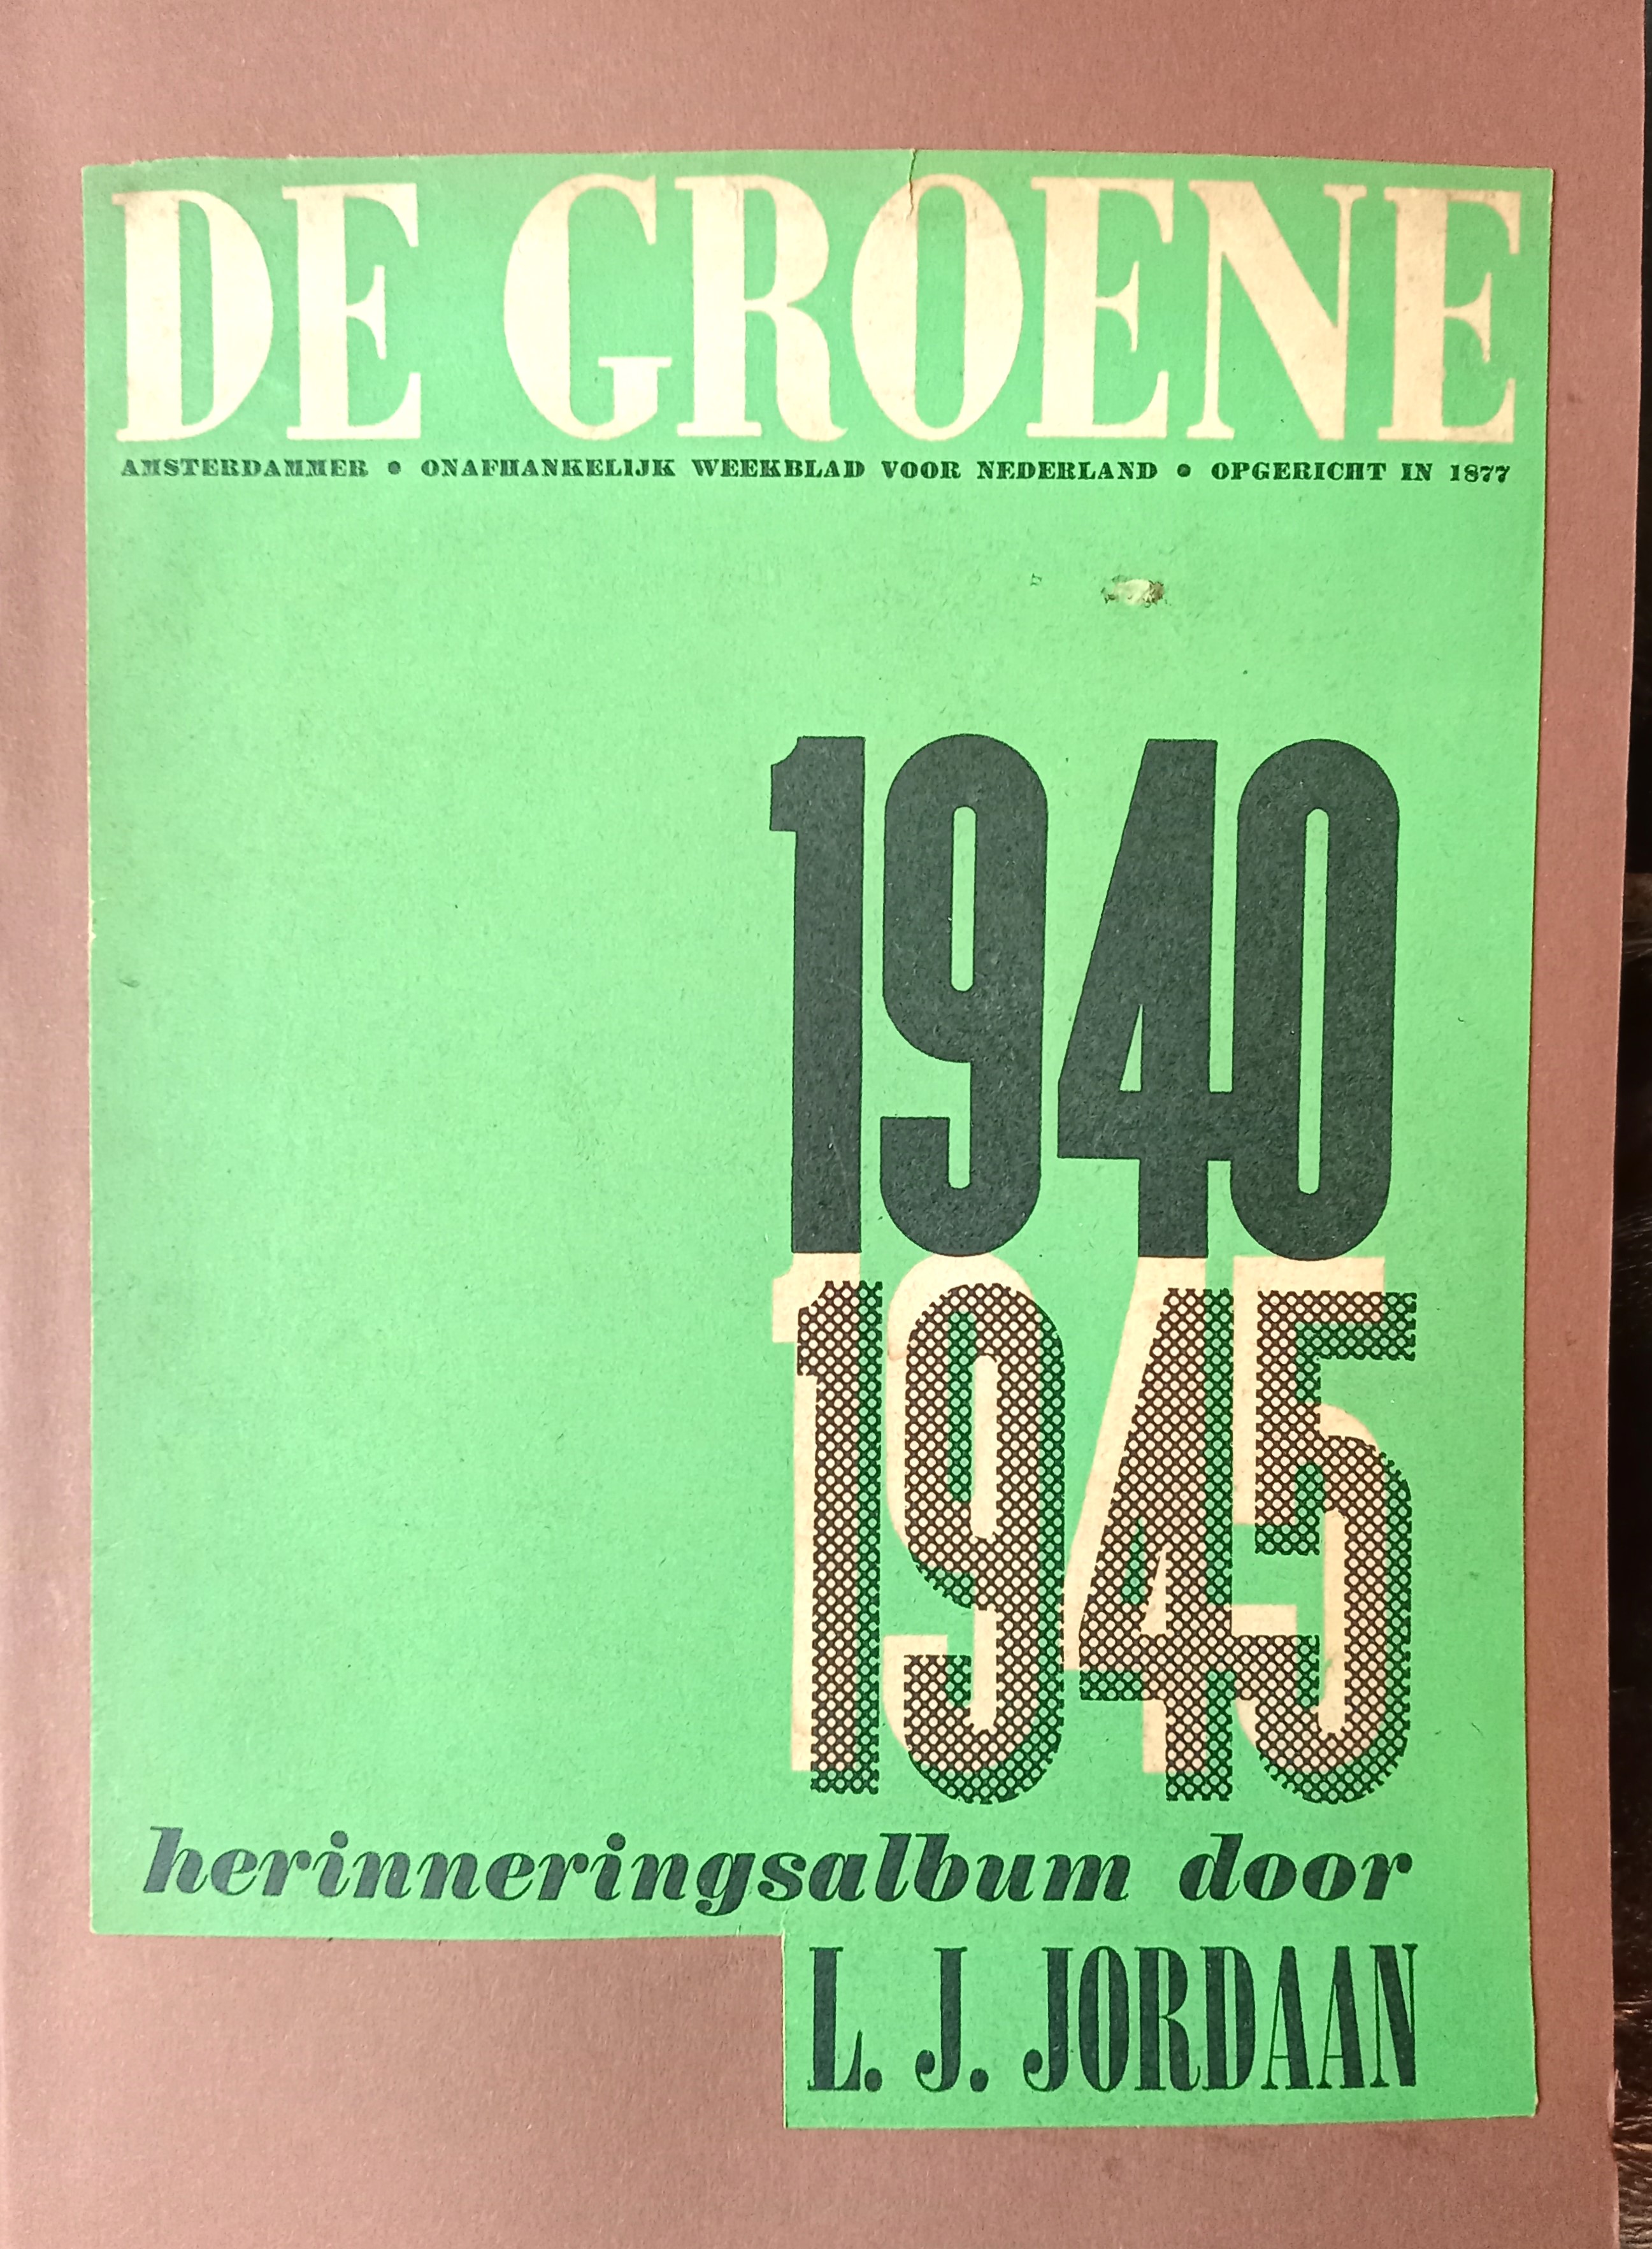 DE GROENE
AMSTERDAMMER • ONAFHANKELIJK WEEKBLAD VOOR NEDERLAND • OPGERICHT IN 1877
1940
1945
herinneringsalbum door
L. J. JORDAAN